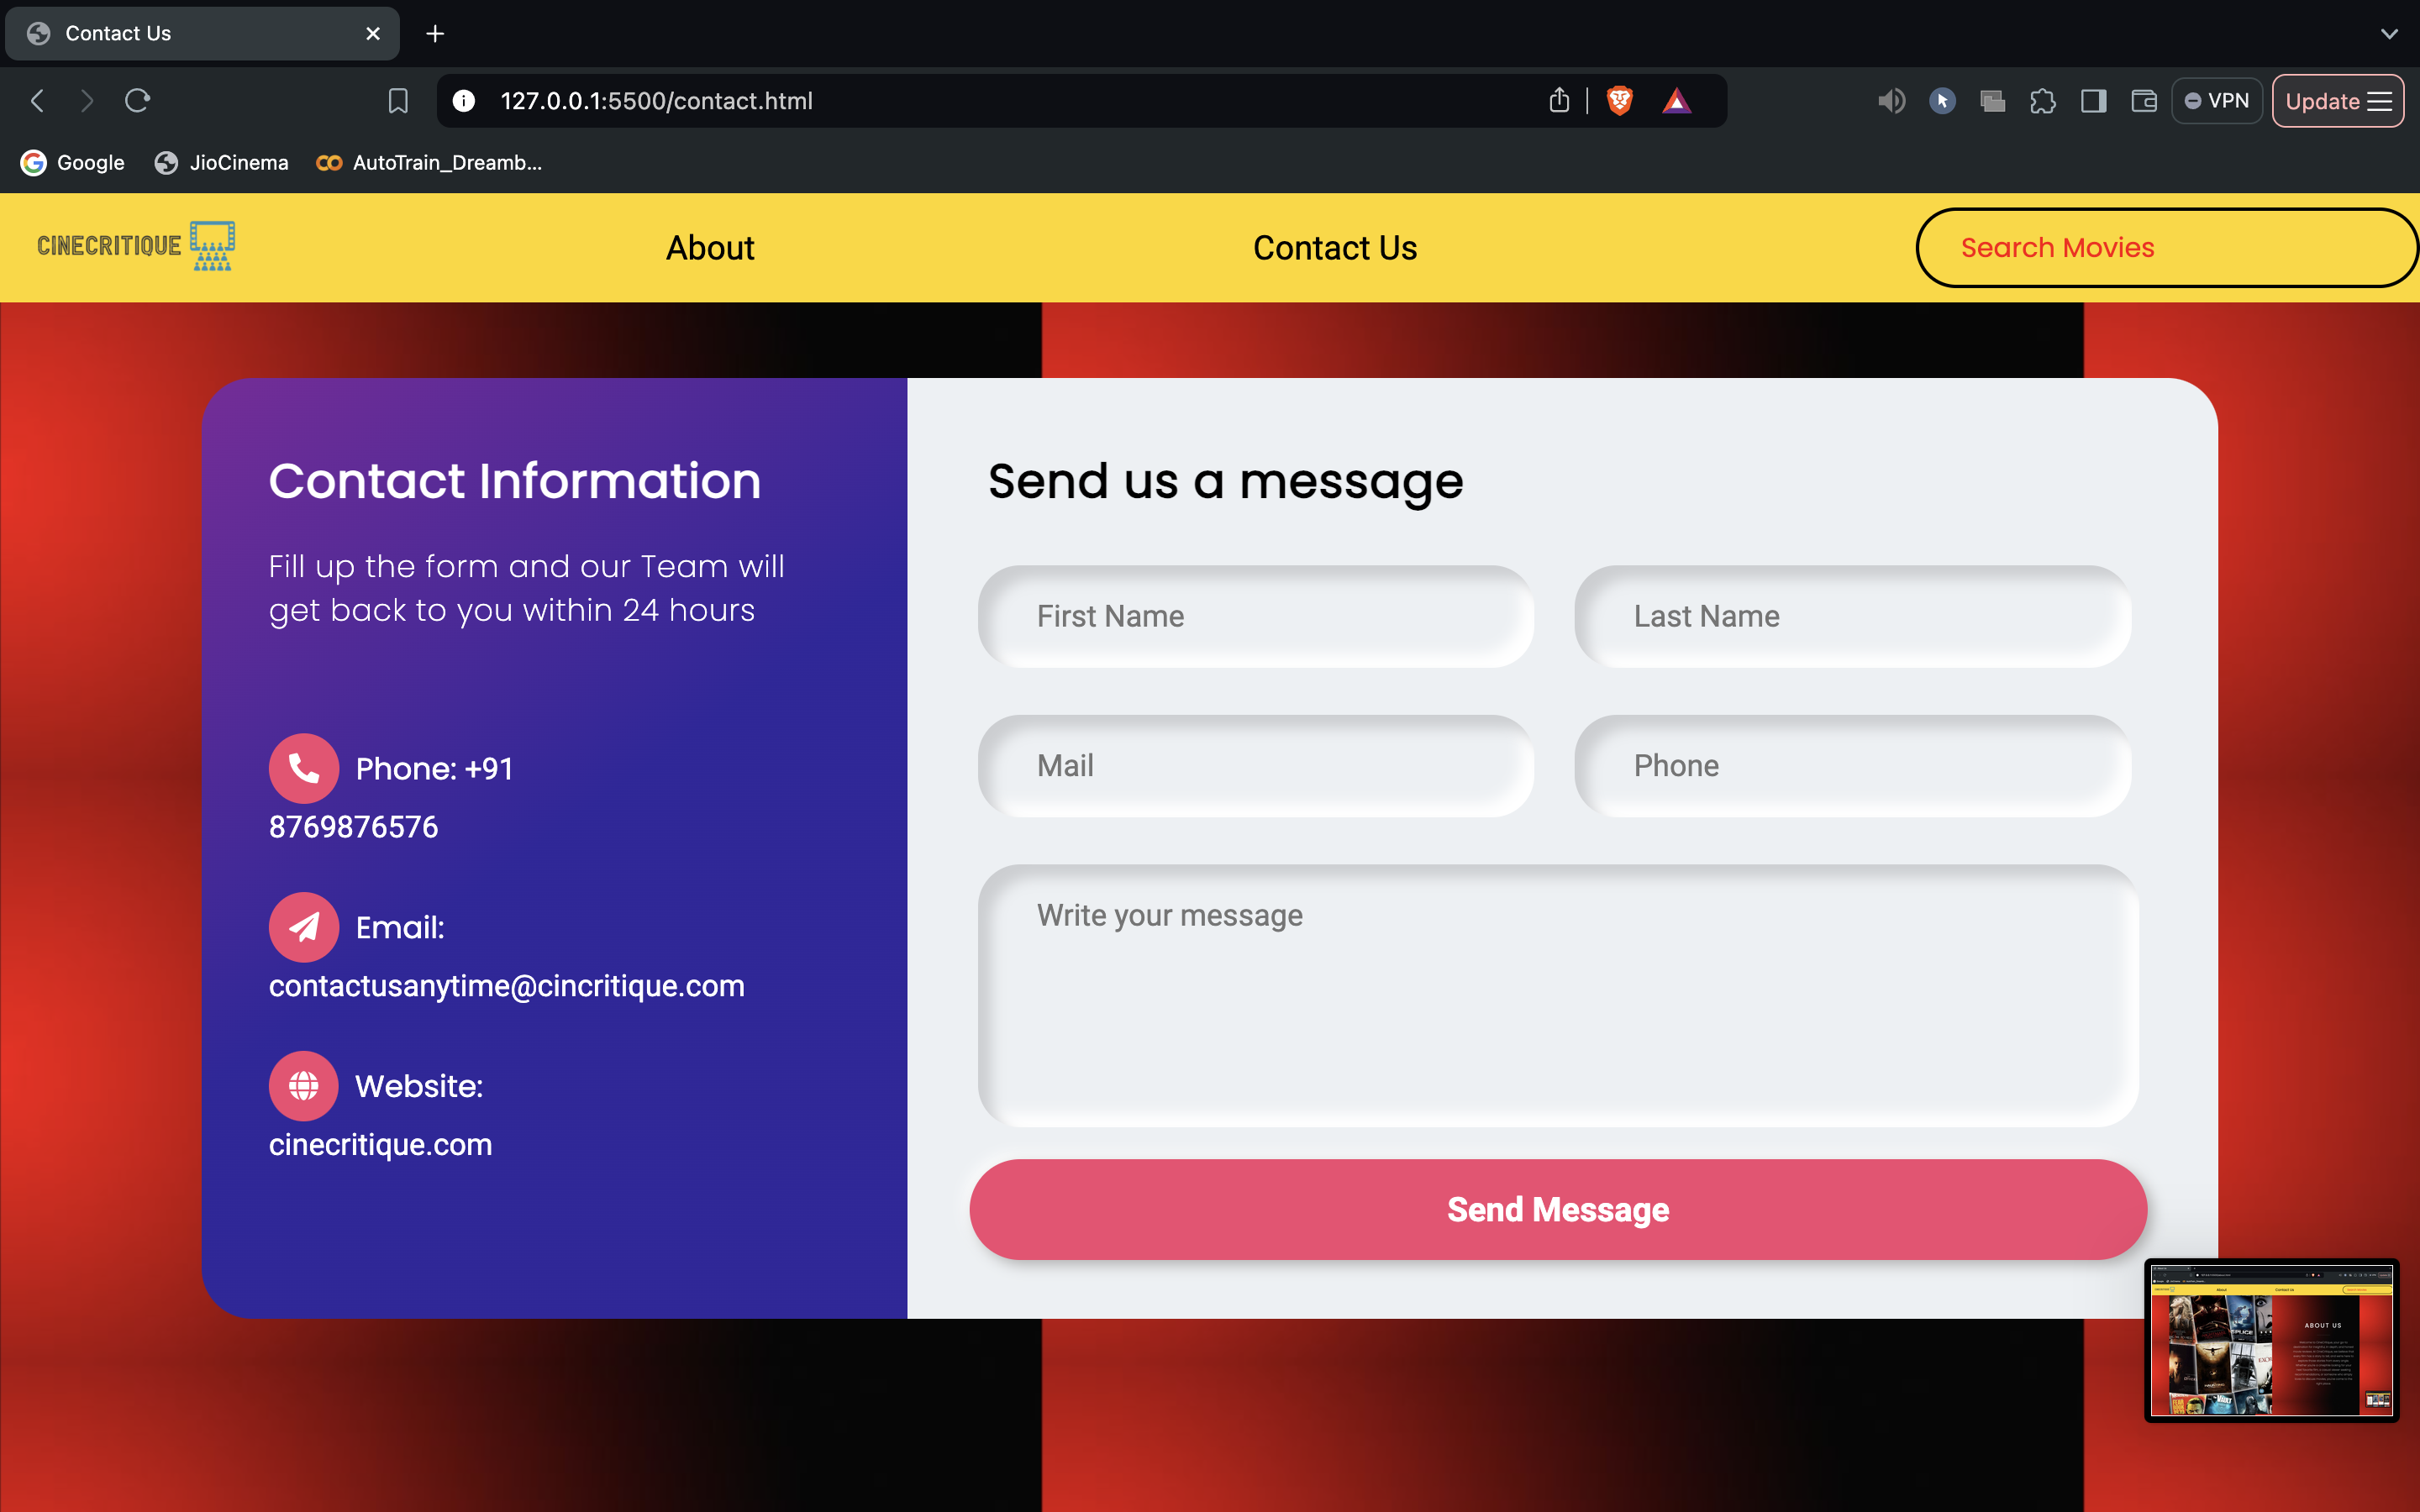 Contact Us
127.0.0.1:5500/contact.html
VPN
Update
Google
JioCinema
AutoTrain_Dreamb...
CINECRITIQUE
About
Contact Us
Search Movies
Contact Information
Fill up the form and our Team will
get back to you within 24 hours
Phone: +91
8769876576
Email:
contactusanytime@cincritique.com
Website:
cinecritique.com
Send us a message
First Name
Last Name
Mail
Phone
Write your message
Send Message
ABOUT US